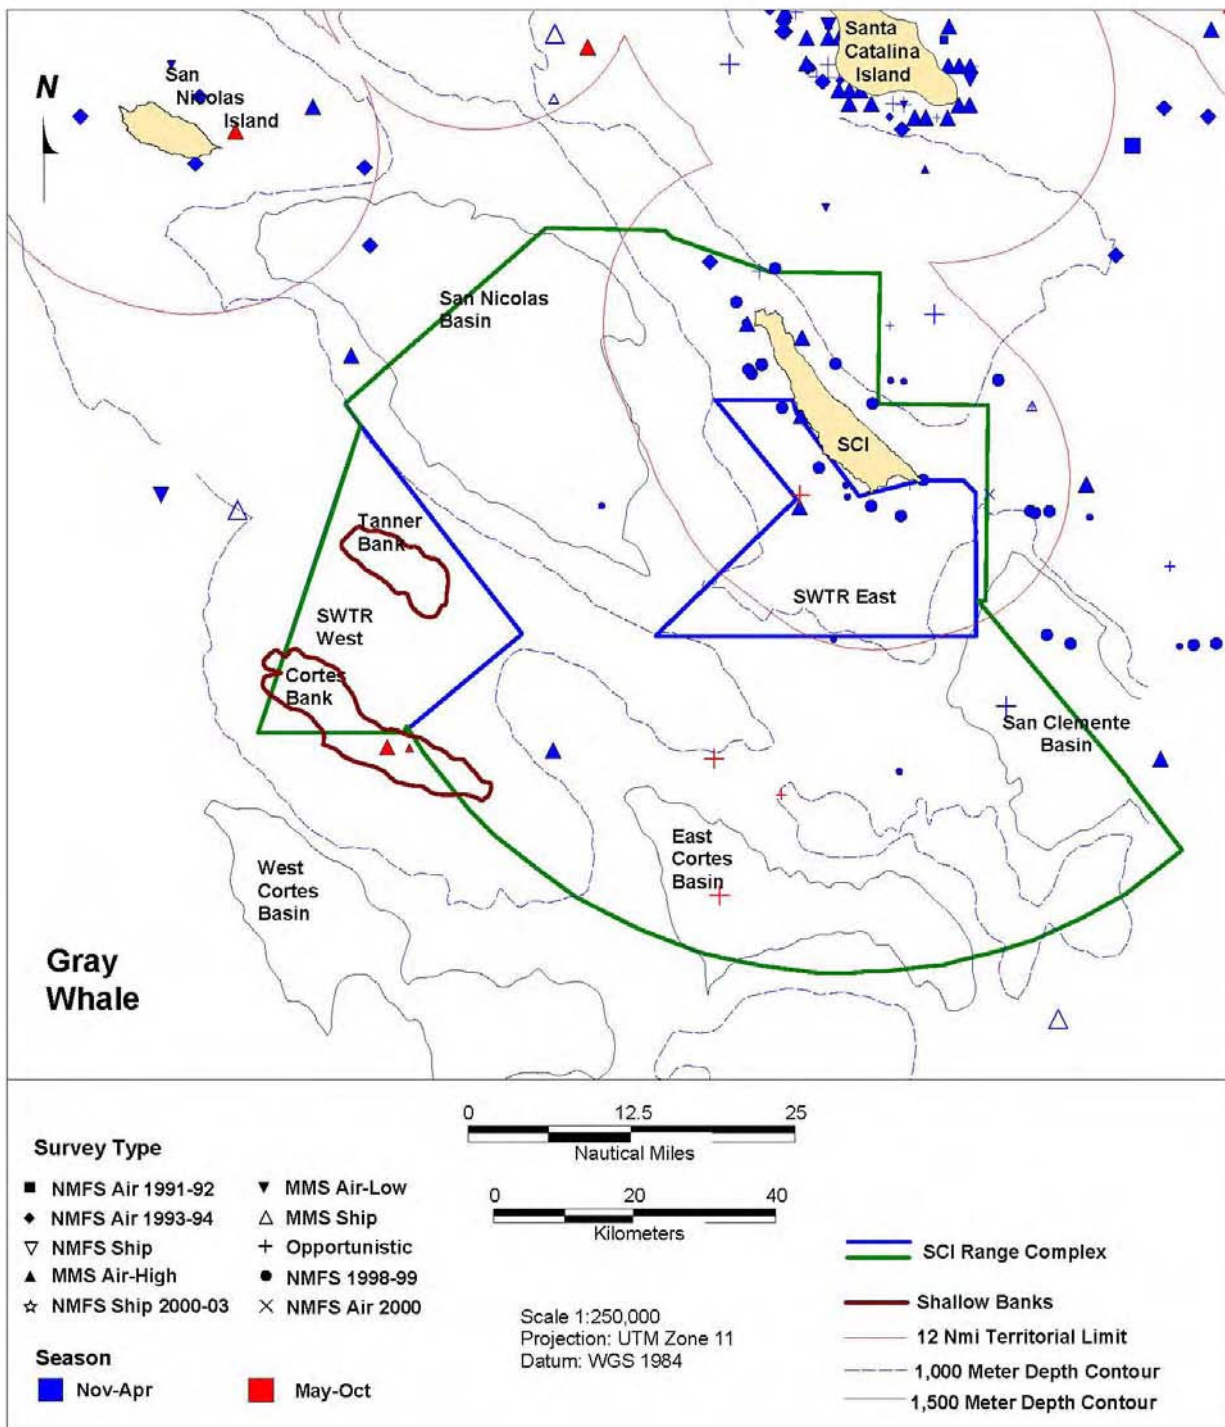 Santa
Catalina
Island
San
Nicolas
Island
N
San Nicolas
Basin
SCI
Tanner
Bank
SWTR East
SWTR
West
Cortes
Bank
San Clemente
Basin
East
Cortes
Basin
West
Cortes
Basin
Gray
Whale
0 12.5 25
Nautical Miles
0 20 40
Kilometers
Survey Type
NMFS Air 1991-92
NMFS Air 1993-94
NMFS Ship
MMS Air-High
NMFS Ship 2000-03
MMS Air-Low
MMS Ship
Opportunistic
NMFS 1998-99
NMFS Air 2000
Season
Nov-Apr
May-Oct
Scale 1:250,000
Projection: UTM Zone 11
Datum: WGS 1984
SCI Range Complex
Shallow Banks
12 Nmi Territorial Limit
1,000 Meter Depth Contour
1,500 Meter Depth Contour